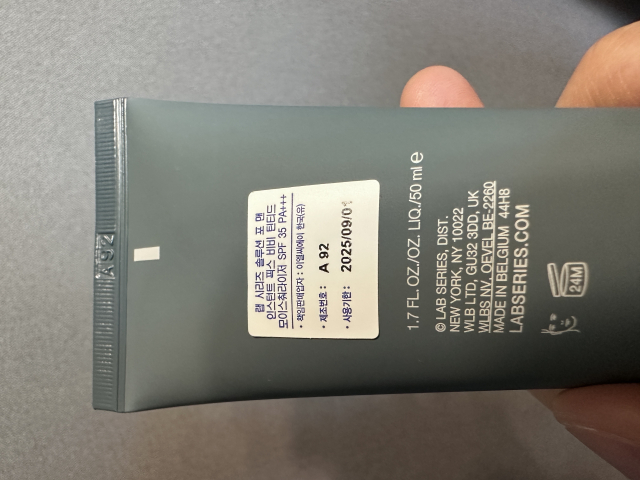 A92
랩 시리즈 솔루션 포 맨
인스턴트 픽스 비비 틴티드
모이스춰라이저 SPF 35 PA+++
• 책임판매업자 : 이엘씨에이 한국(유)
• 제조번호 : A 92
• 사용기한 : 2025/09/01
1.7 FL.OZ./OZ. LIQ./50 ml e
© LAB SERIES, DIST.
NEW YORK, NY 10022
WLB LTD, GU32 3DD, UK
WLBS NV, OEVEL BE-2260
MADE IN BELGIUM 44H8
LABSERIES.COM
24M